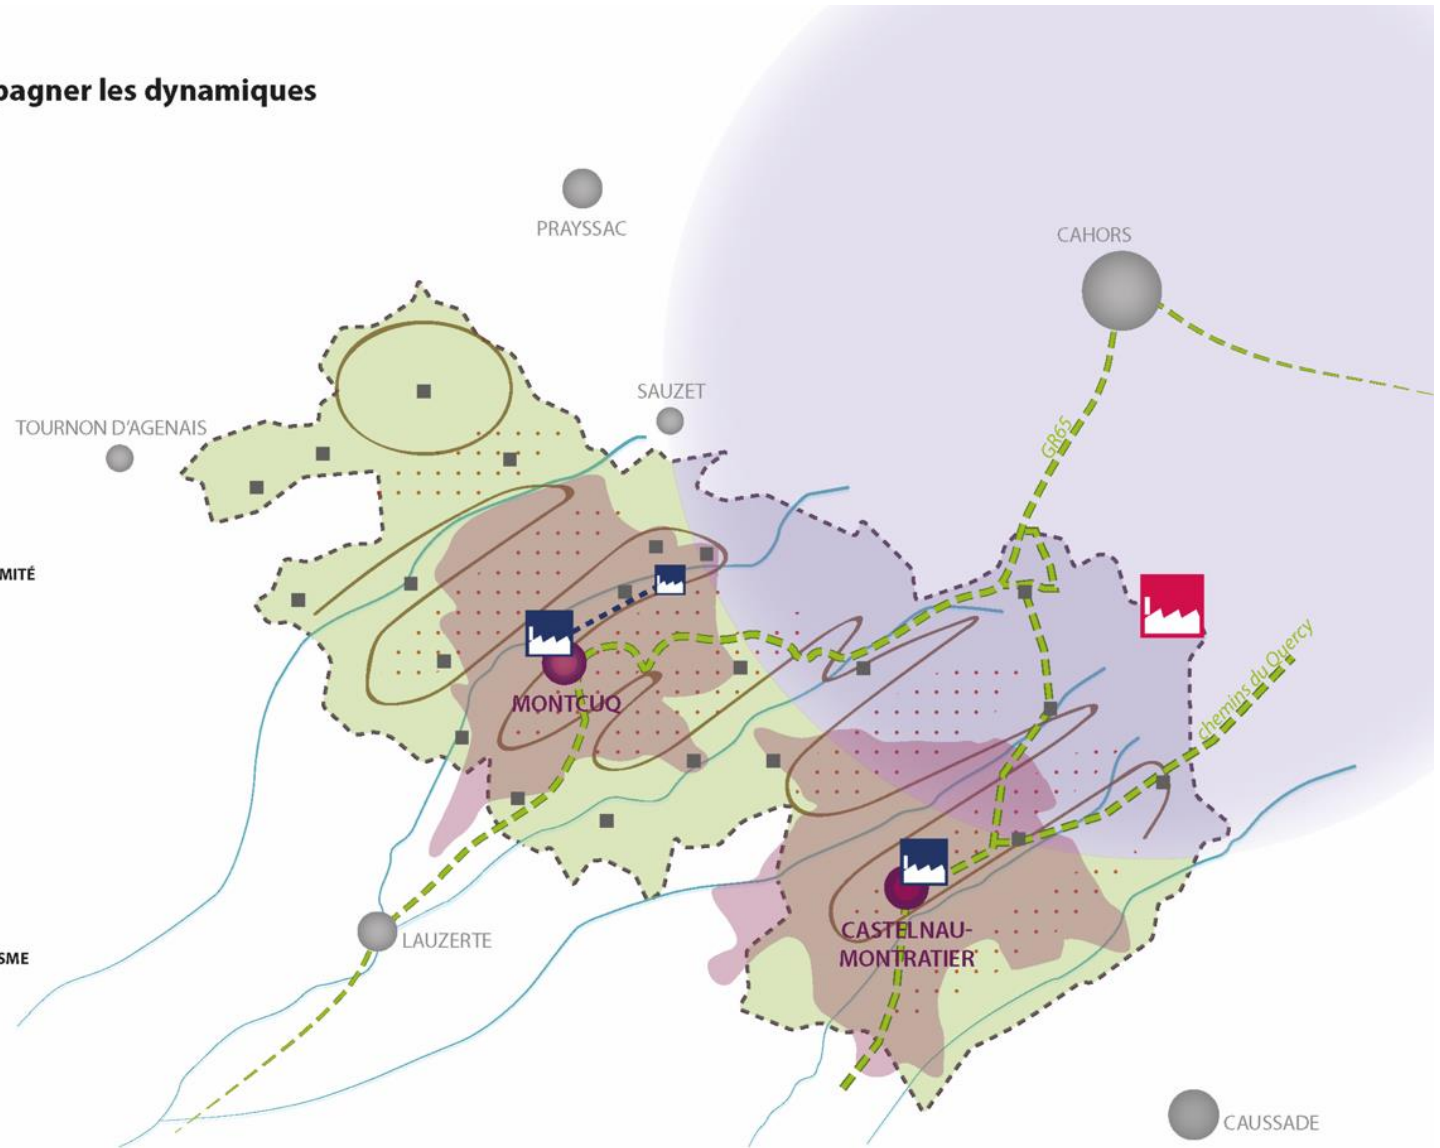 pagner les dynamiques
PRAYSSAC
CAHORS
SAUZET
TOURNON D'AGENAIS
GR65
MITÉ
chemins du Quercy
MONTCUQ
LAUZERTE
CASTELNAU-
MONTRATIER
SME
CAUSSADE